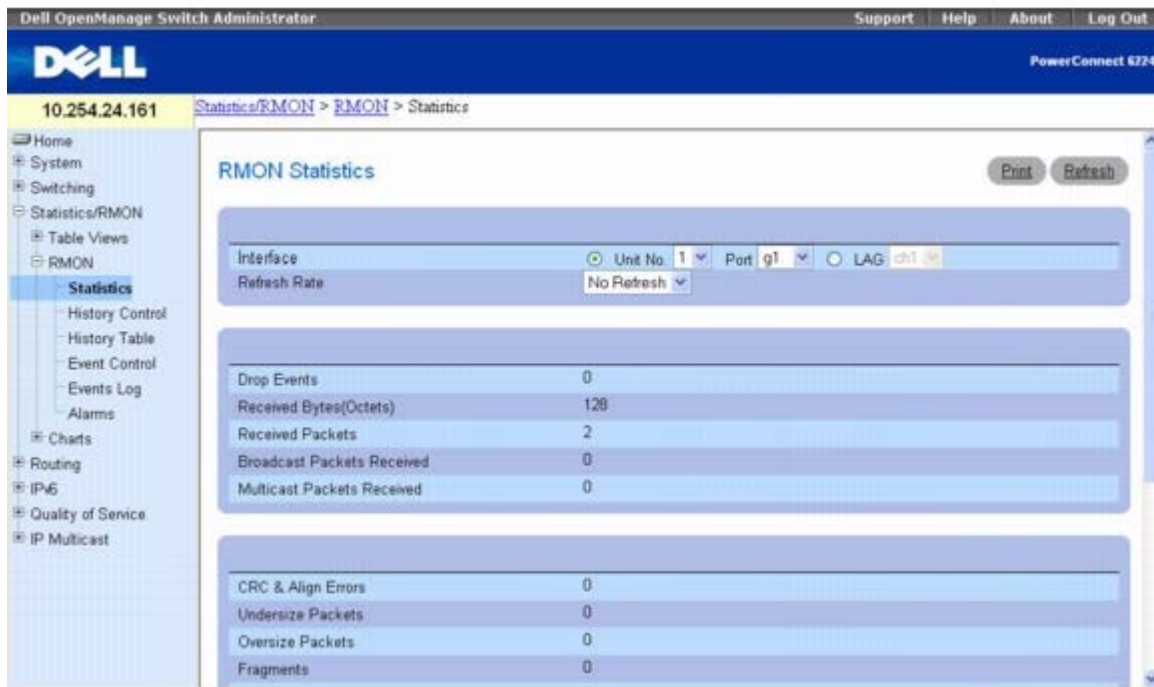 Dell OpenManage Switch Administrator Support Help About Log Out
DELL
PowerConnect 6224
10.254.24.161
Statistics/RMON > RMON > Statistics
Home
System
Switching
Statistics/RMON
Table Views
RMON
Statistics
History Control
History Table
Event Control
Events Log
Alarms
Charts
Routing
IPv6
Quality of Service
IP Multicast
RMON Statistics
Print Refresh
Interface Unit No. 1 Port g1 LAG ch1
Refresh Rate No Refresh
Drop Events 0
Received Bytes(Octets) 128
Received Packets 2
Broadcast Packets Received 0
Multicast Packets Received 0
CRC & Align Errors 0
Undersize Packets 0
Oversize Packets 0
Fragments 0